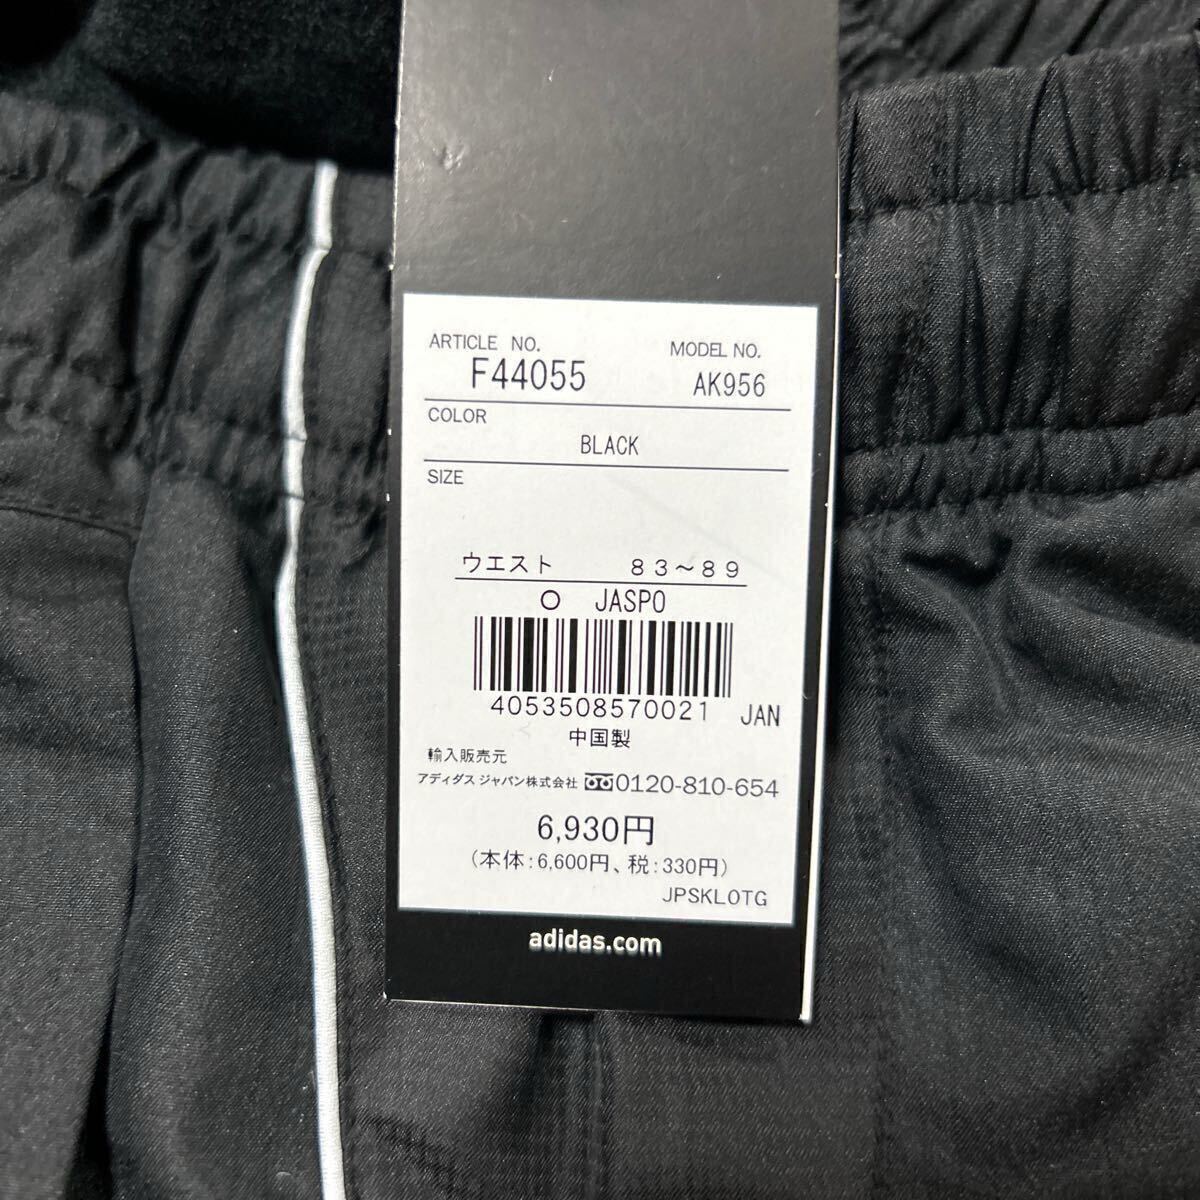 ARTICLE NO. MODEL NO.
F44055 AK956
COLOR
BLACK
SIZE
ウエスト 83～89
O JASPO
4053508570021 JAN
中国製
輸入販売元
アディダス ジャパン株式会社 0120-810-654
6,930円
(本体:6,600円、税:330円)
JPSKLOTG
adidas.com